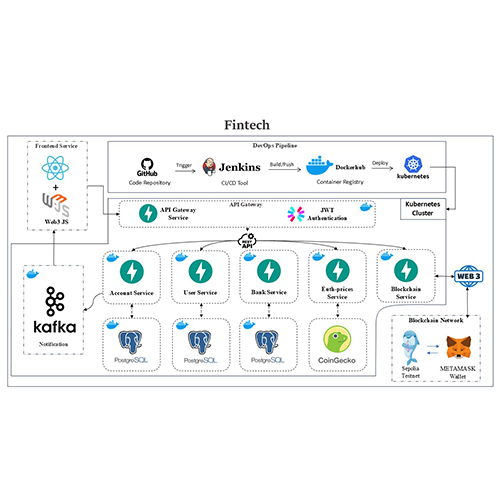 Fintech
Frontend Service
+
Web3 JS
DevOps Pipeline
GitHub
Code Repository
Trigger
Jenkins
CI/CD Tool
Build/Push
Dockerhub
Container Registry
Deploy
kubernetes
API Gateway
API Gateway
Service
JWT
Authentication
Kubernetes
Cluster
REST
API
kafka
Notification
Account Service
User Service
Bank Service
Euth-prices
Service
Blockchain
Service
WEB 3
PostgreSQL
PostgreSQL
PostgreSQL
CoinGecko
Blockchain Network
Sepolia
Testnet
METAMASK
Wallet